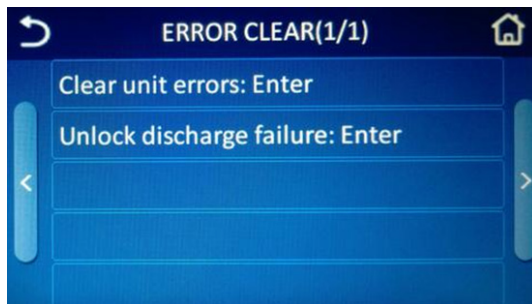 ERROR CLEAR(1/1)
Clear unit errors: Enter
Unlock discharge failure: Enter